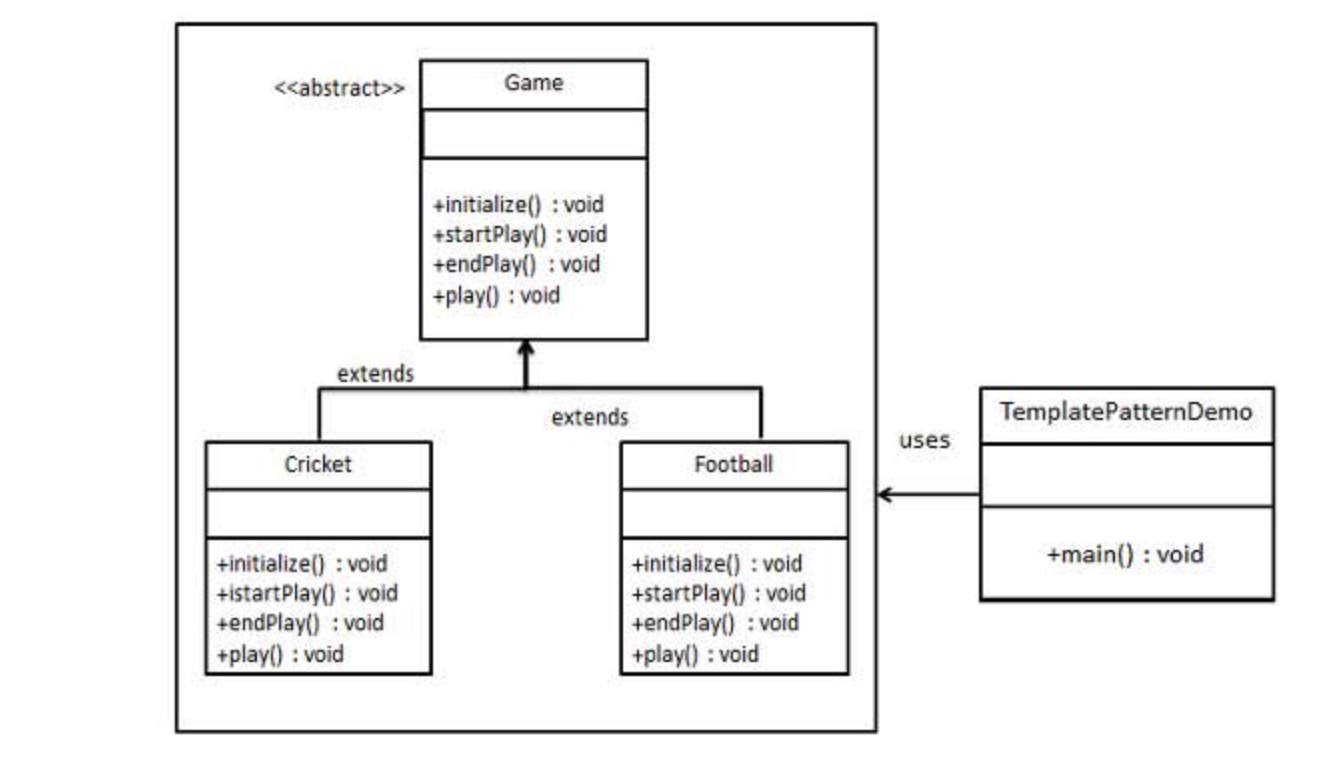 <<abstract>>
Game
+initialize() : void
+startPlay() : void
+endPlay() : void
+play() : void
extends
extends
Cricket
+initialize() : void
+istartPlay() : void
+endPlay() : void
+play() : void
Football
+initialize() : void
+startPlay() : void
+endPlay() : void
+play() : void
uses
TemplatePatternDemo
+main() : void